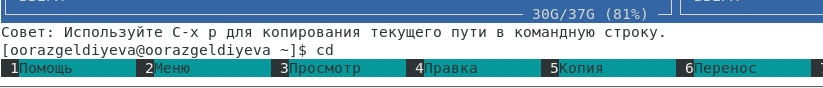 30G/37G (81%)
Совет: Используйте C-x p для копирования текущего пути в командную строку.
[oorazgeldiyeva@oorazgeldiyeva ~]$ cd
1Помощь 2Меню 3Просмотр 4Правка 5Копия 6Перенос